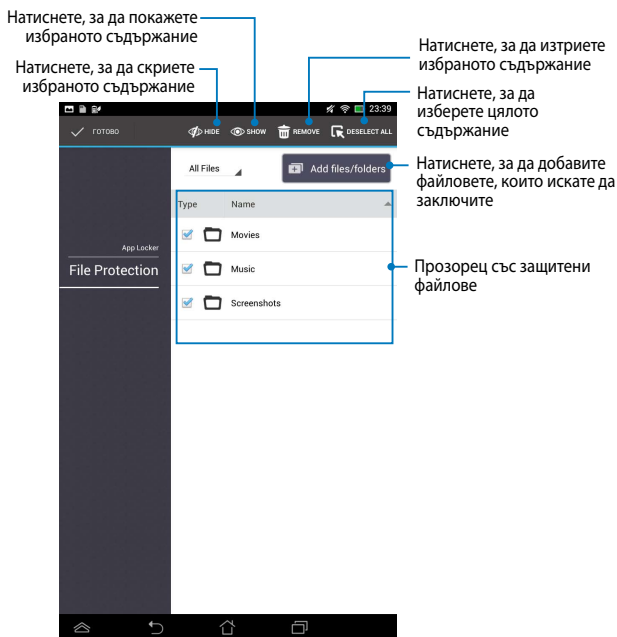 Натиснете, за да покажете
избраното съдържание
Натиснете, за да скриете
избраното съдържание
Натиснете, за да изтриете
избраното съдържание
Натиснете, за да
изберете цялото
съдържание
Натиснете, за да добавите
файловете, които искате да
заключите
Прозорец със защитени
файлове
23:39
ГОТОВО
HIDE
SHOW
REMOVE
DESELECT ALL
All Files
Add files/folders
Type Name
App Locker
File Protection
Movies
Music
Screenshots